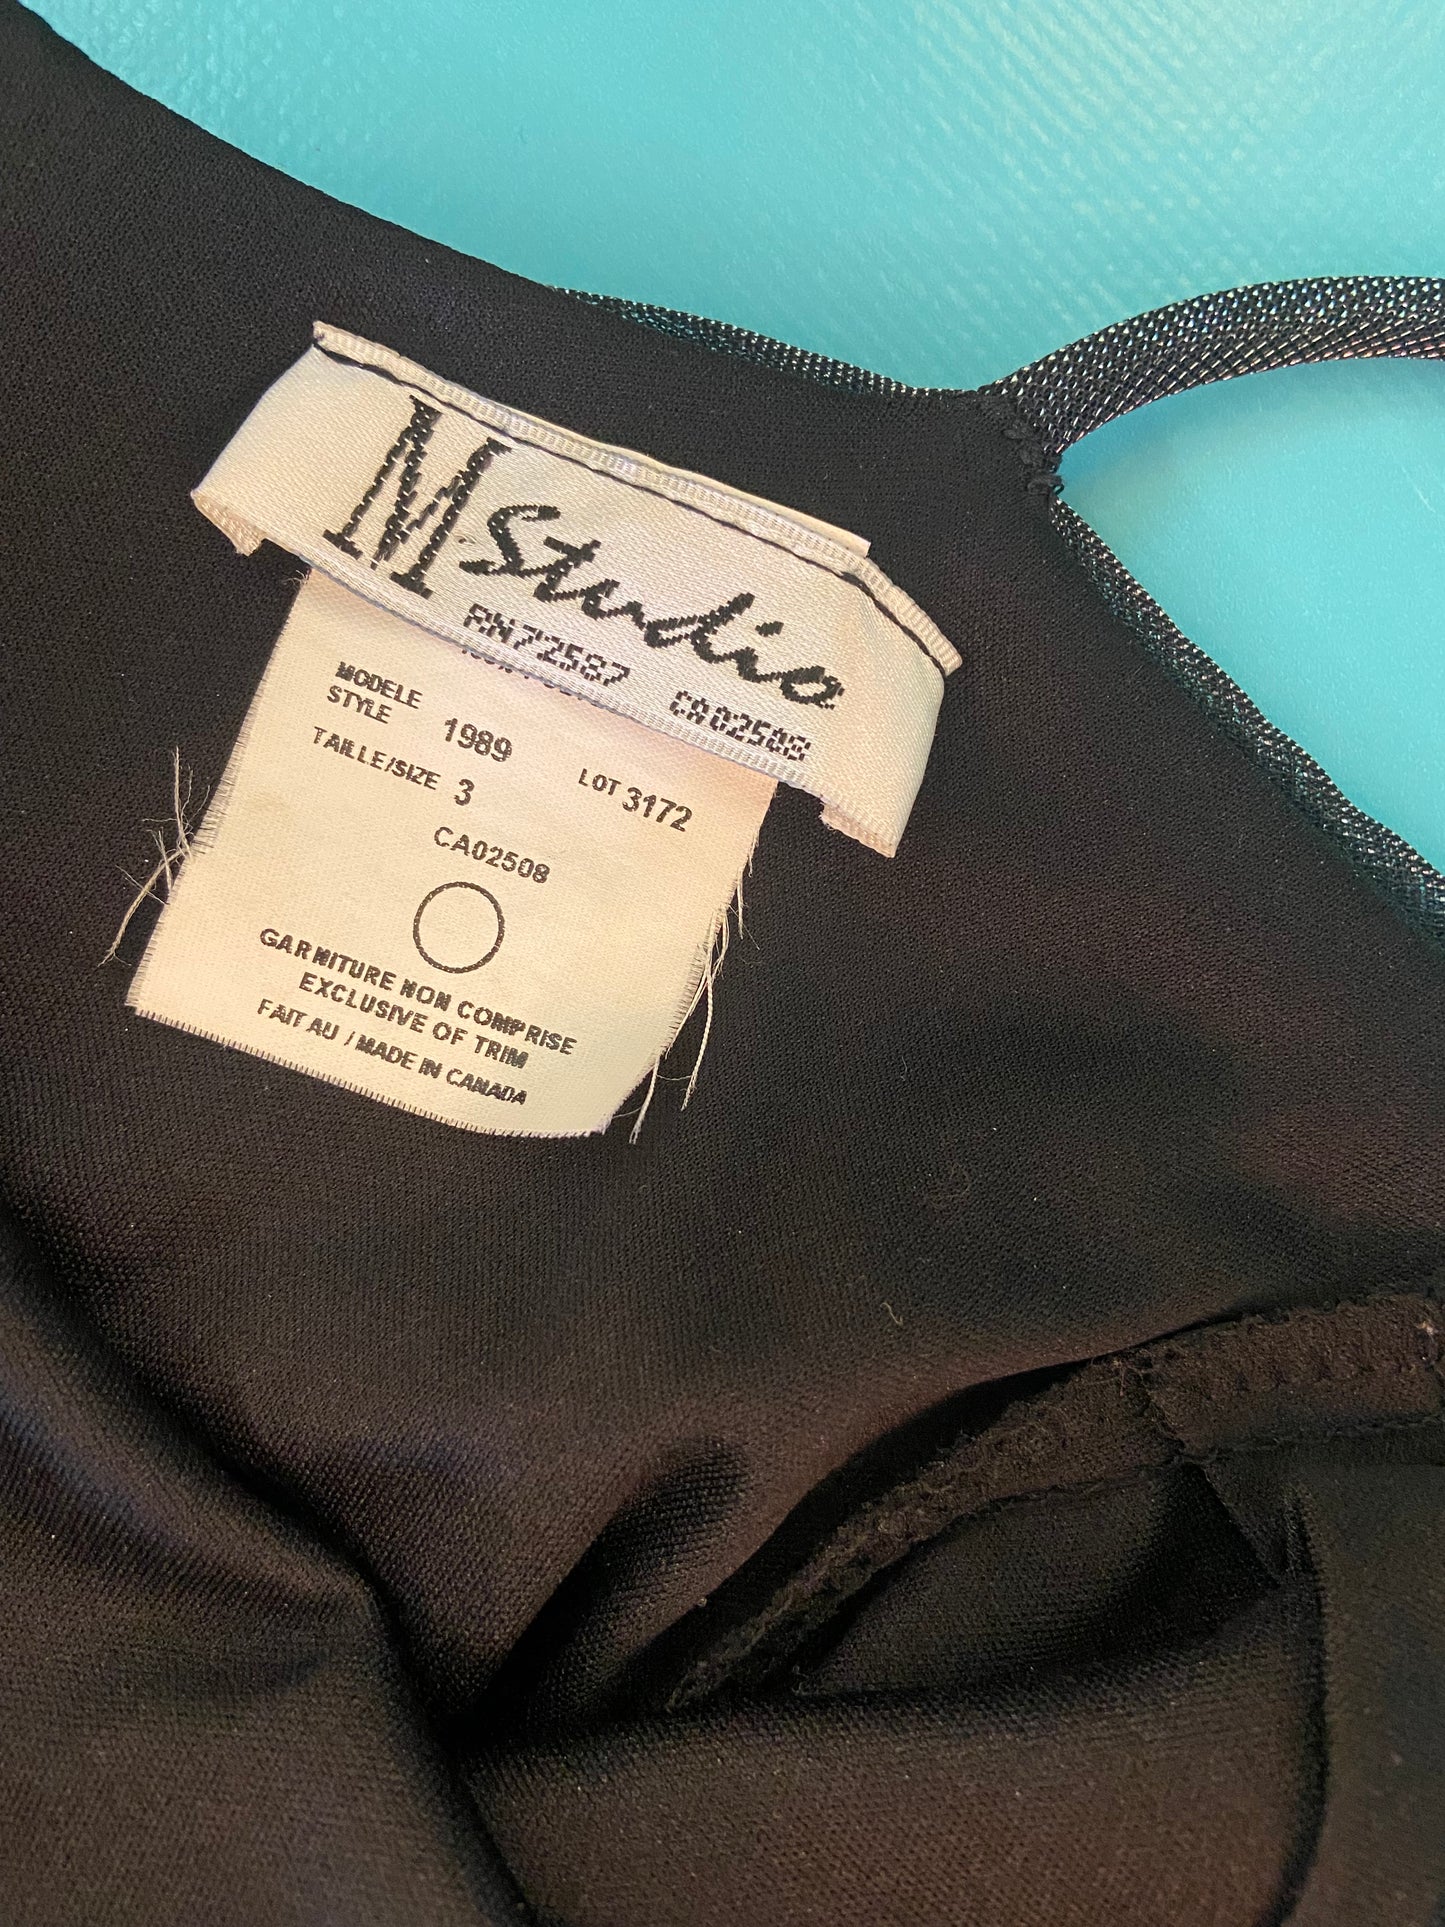 M Studio
RN72587 CA02508
MODELE
STYLE 1989
LOT 3172
TAILLE/SIZE 3
CA02508
GARNITURE NON COMPRISE
EXCLUSIVE OF TRIM
FAIT AU / MADE IN CANADA